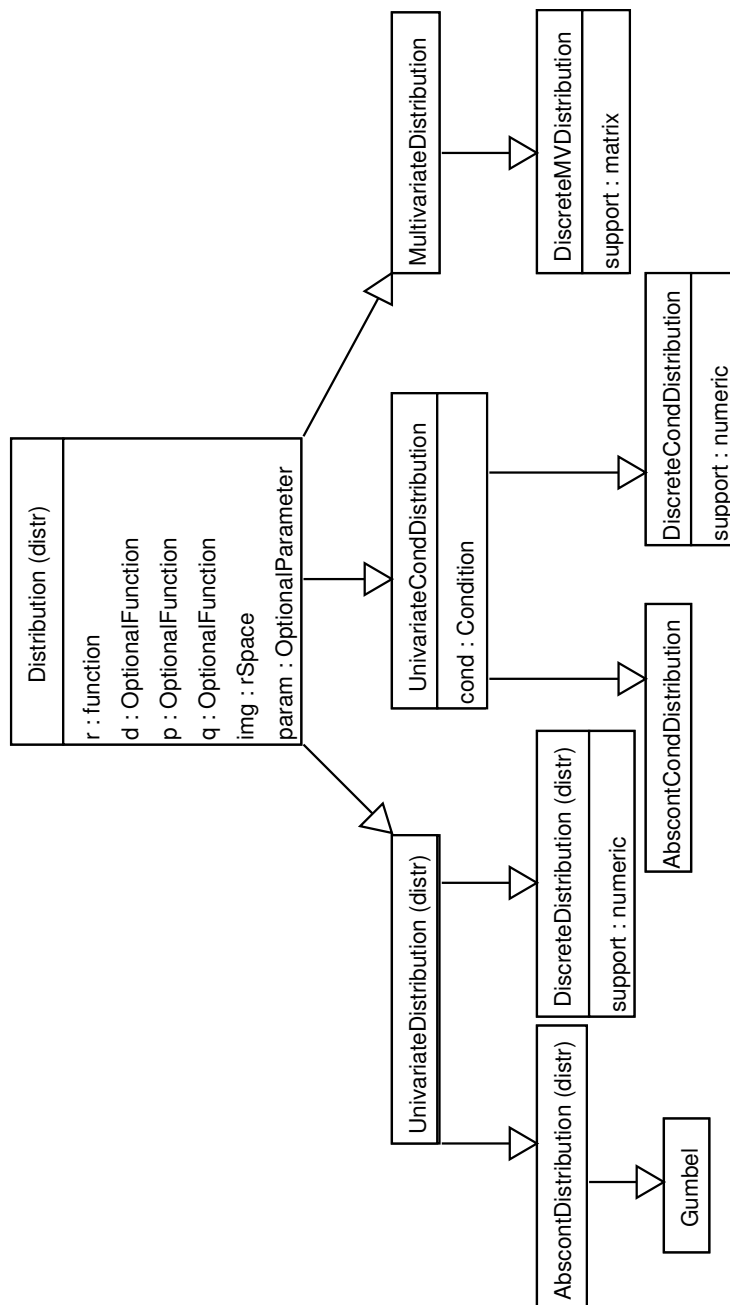 Distribution (distr)
r : function
d : OptionalFunction
p : OptionalFunction
q : OptionalFunction
img : rSpace
param : OptionalParameter
UnivariateDistribution (distr)
UnivariateCondDistribution
cond : Condition
MultivariateDistribution
AbscontDistribution (distr)
DiscreteDistribution (distr)
support : numeric
DiscreteMVDistribution
support : matrix
Gumbel
AbscontCondDistribution
DiscreteCondDistribution
support : numeric